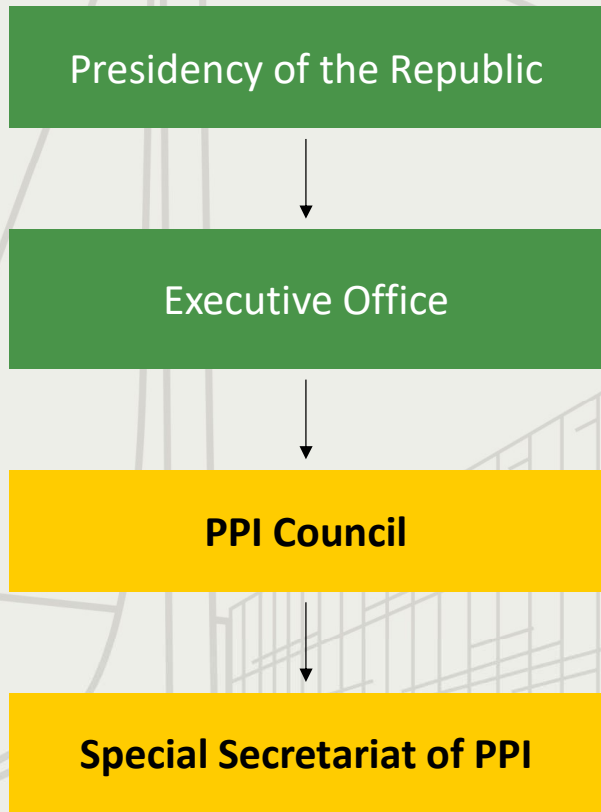 Presidency of the Republic
Executive Office
PPI Council
Special Secretariat of PPI